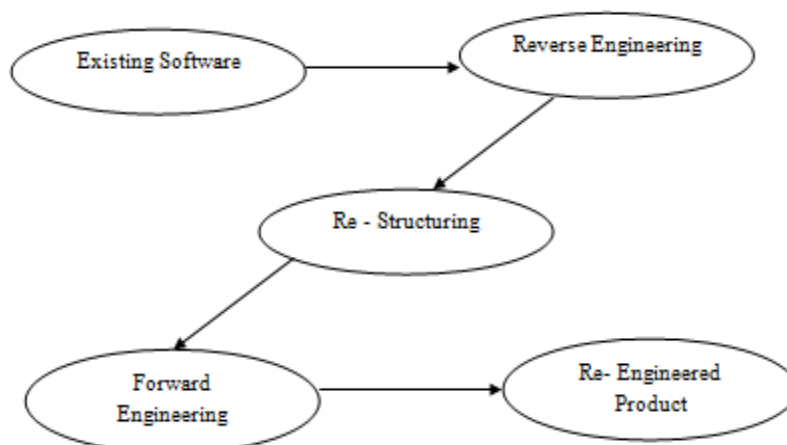 Existing Software
Reverse Engineering
Re - Structuring
Forward
Engineering
Re- Engineered
Product